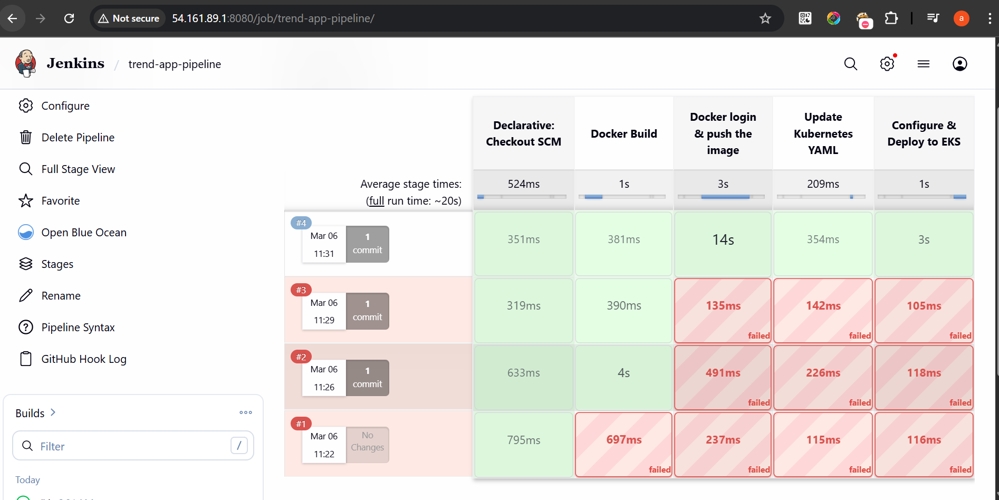 Not secure 54.161.89.1:8080/job/trend-app-pipeline/
a
Jenkins / trend-app-pipeline
Configure
Delete Pipeline
Full Stage View
Favorite
Open Blue Ocean
Stages
Rename
Pipeline Syntax
GitHub Hook Log
Builds
Filter /
Today
Declarative:
Checkout SCM
Docker Build
Docker login
& push the
image
Update
Kubernetes
YAML
Configure &
Deploy to EKS
Average stage times:
(full run time: ~20s)
524ms 1s 3s 209ms 1s
#4
Mar 06
11:31
1
commit
351ms 381ms 14s 354ms 3s
#3
Mar 06
11:29
1
commit
319ms 390ms 135ms 142ms 105ms
failed failed failed
#2
Mar 06
11:26
1
commit
633ms 4s 491ms 226ms 118ms
failed failed failed
#1
Mar 06
11:22
No
Changes
795ms 697ms 237ms 115ms 116ms
failed failed failed failed